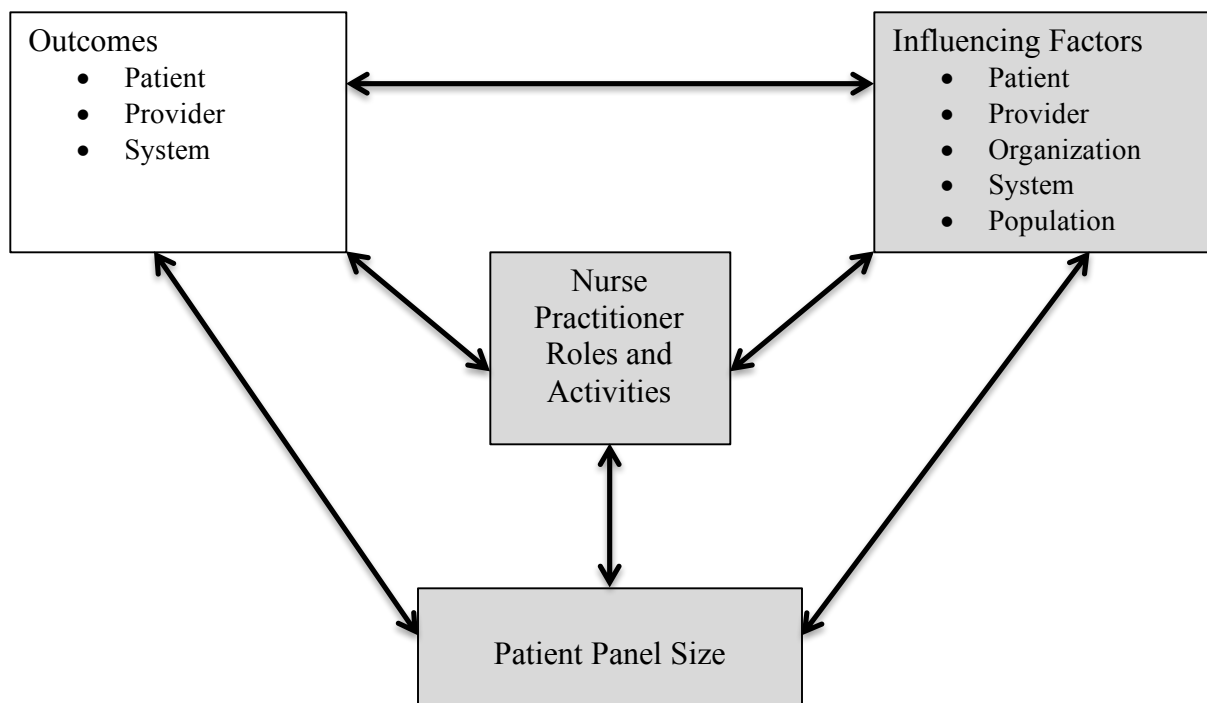 Outcomes
• Patient
• Provider
• System
Influencing Factors
• Patient
• Provider
• Organization
• System
• Population
Nurse
Practitioner
Roles and
Activities
Patient Panel Size